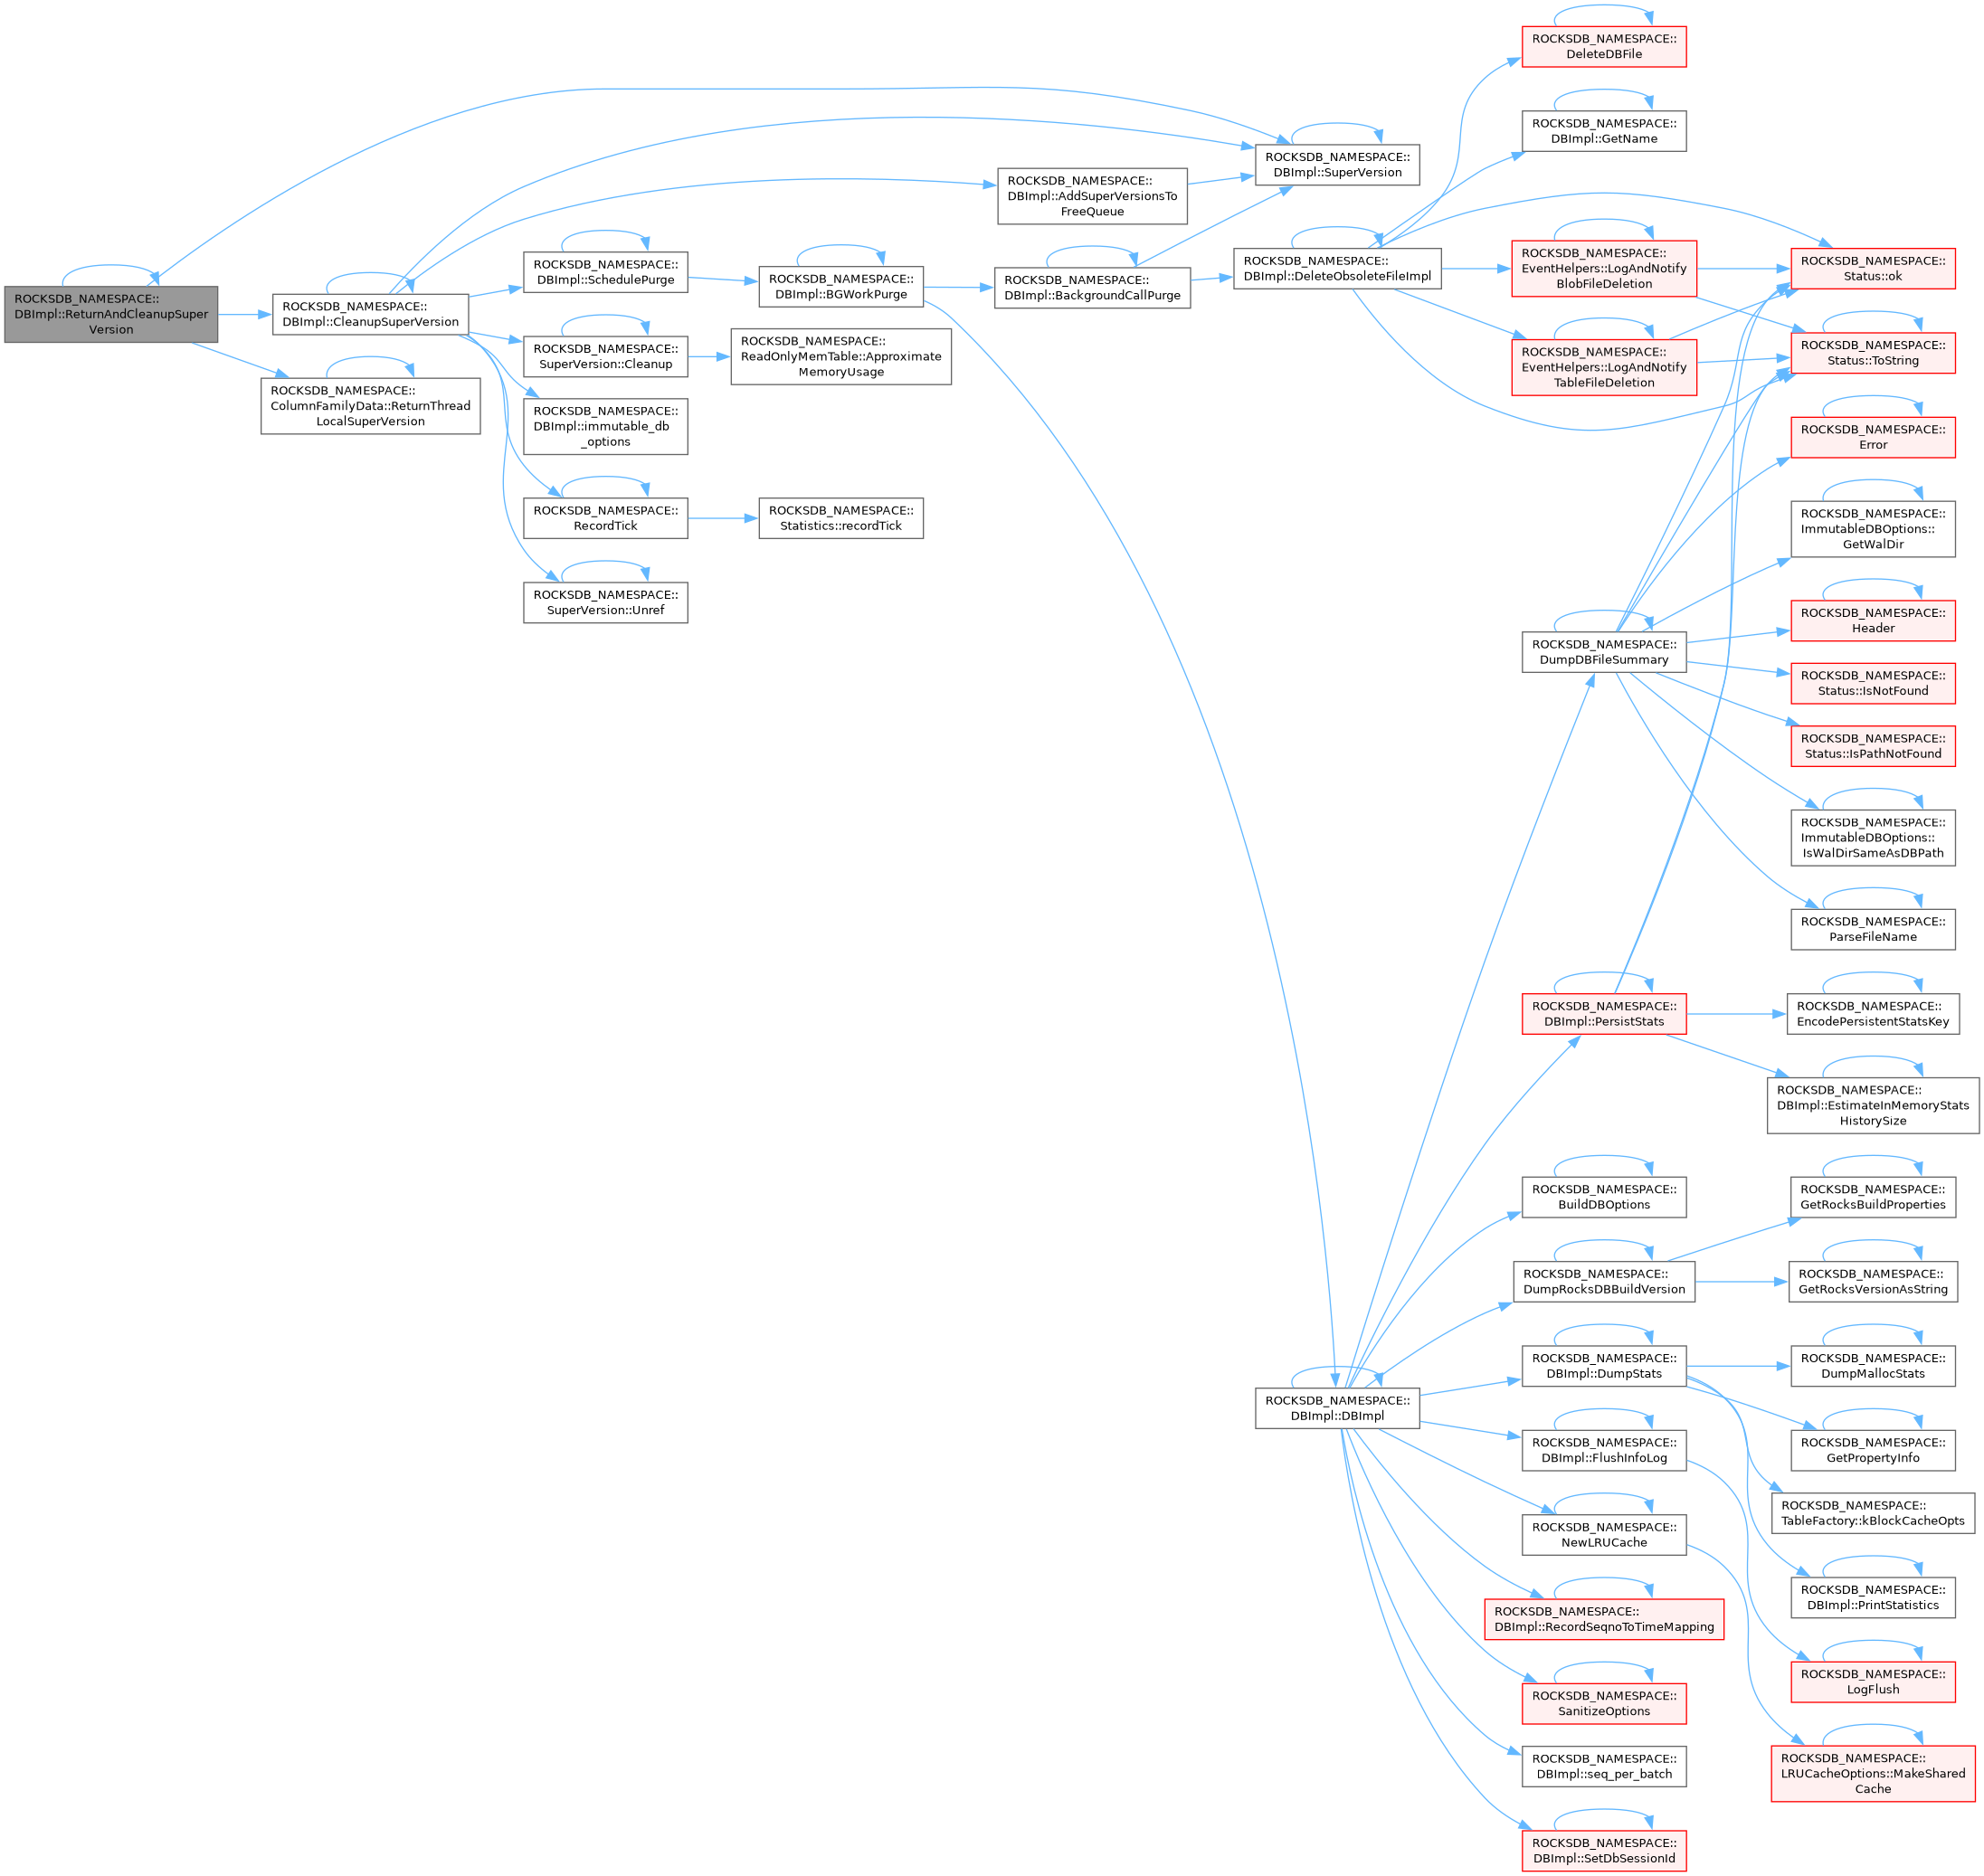 ROCKSDB_NAMESPACE::
DBImpl::ReturnAndCleanupSuper
Version
ROCKSDB_NAMESPACE::
DBImpl::CleanupSuperVersion
ROCKSDB_NAMESPACE::
ColumnFamilyData::ReturnThread
LocalSuperVersion
ROCKSDB_NAMESPACE::
DBImpl::SchedulePurge
ROCKSDB_NAMESPACE::
SuperVersion::Cleanup
ROCKSDB_NAMESPACE::
DBImpl::immutable_db
_options
ROCKSDB_NAMESPACE::
RecordTick
ROCKSDB_NAMESPACE::
SuperVersion::Unref
ROCKSDB_NAMESPACE::
DBImpl::BGWorkPurge
ROCKSDB_NAMESPACE::
ReadOnlyMemTable::Approximate
MemoryUsage
ROCKSDB_NAMESPACE::
Statistics::recordTick
ROCKSDB_NAMESPACE::
DBImpl::AddSuperVersionsTo
FreeQueue
ROCKSDB_NAMESPACE::
DBImpl::BackgroundCallPurge
ROCKSDB_NAMESPACE::
DBImpl::SuperVersion
ROCKSDB_NAMESPACE::
DBImpl::DeleteObsoleteFileImpl
ROCKSDB_NAMESPACE::
DBImpl::DBImpl
ROCKSDB_NAMESPACE::
DeleteDBFile
ROCKSDB_NAMESPACE::
DBImpl::GetName
ROCKSDB_NAMESPACE::
EventHelpers::LogAndNotify
BlobFileDeletion
ROCKSDB_NAMESPACE::
EventHelpers::LogAndNotify
TableFileDeletion
ROCKSDB_NAMESPACE::
DumpDBFileSummary
ROCKSDB_NAMESPACE::
DBImpl::PersistStats
ROCKSDB_NAMESPACE::
BuildDBOptions
ROCKSDB_NAMESPACE::
DumpRocksDBBuildVersion
ROCKSDB_NAMESPACE::
DBImpl::DumpStats
ROCKSDB_NAMESPACE::
DBImpl::FlushInfoLog
ROCKSDB_NAMESPACE::
NewLRUCache
ROCKSDB_NAMESPACE::
DBImpl::RecordSeqnoToTimeMapping
ROCKSDB_NAMESPACE::
SanitizeOptions
ROCKSDB_NAMESPACE::
DBImpl::seq_per_batch
ROCKSDB_NAMESPACE::
DBImpl::SetDbSessionId
ROCKSDB_NAMESPACE::
Status::ok
ROCKSDB_NAMESPACE::
Status::ToString
ROCKSDB_NAMESPACE::
Error
ROCKSDB_NAMESPACE::
ImmutableDBOptions::
GetWalDir
ROCKSDB_NAMESPACE::
Header
ROCKSDB_NAMESPACE::
Status::IsNotFound
ROCKSDB_NAMESPACE::
Status::IsPathNotFound
ROCKSDB_NAMESPACE::
ImmutableDBOptions::
IsWalDirSameAsDBPath
ROCKSDB_NAMESPACE::
ParseFileName
ROCKSDB_NAMESPACE::
EncodePersistentStatsKey
ROCKSDB_NAMESPACE::
DBImpl::EstimateInMemoryStats
HistorySize
ROCKSDB_NAMESPACE::
GetRocksBuildProperties
ROCKSDB_NAMESPACE::
GetRocksVersionAsString
ROCKSDB_NAMESPACE::
DumpMallocStats
ROCKSDB_NAMESPACE::
GetPropertyInfo
ROCKSDB_NAMESPACE::
TableFactory::kBlockCacheOpts
ROCKSDB_NAMESPACE::
DBImpl::PrintStatistics
ROCKSDB_NAMESPACE::
LogFlush
ROCKSDB_NAMESPACE::
LRUCacheOptions::MakeShared
Cache